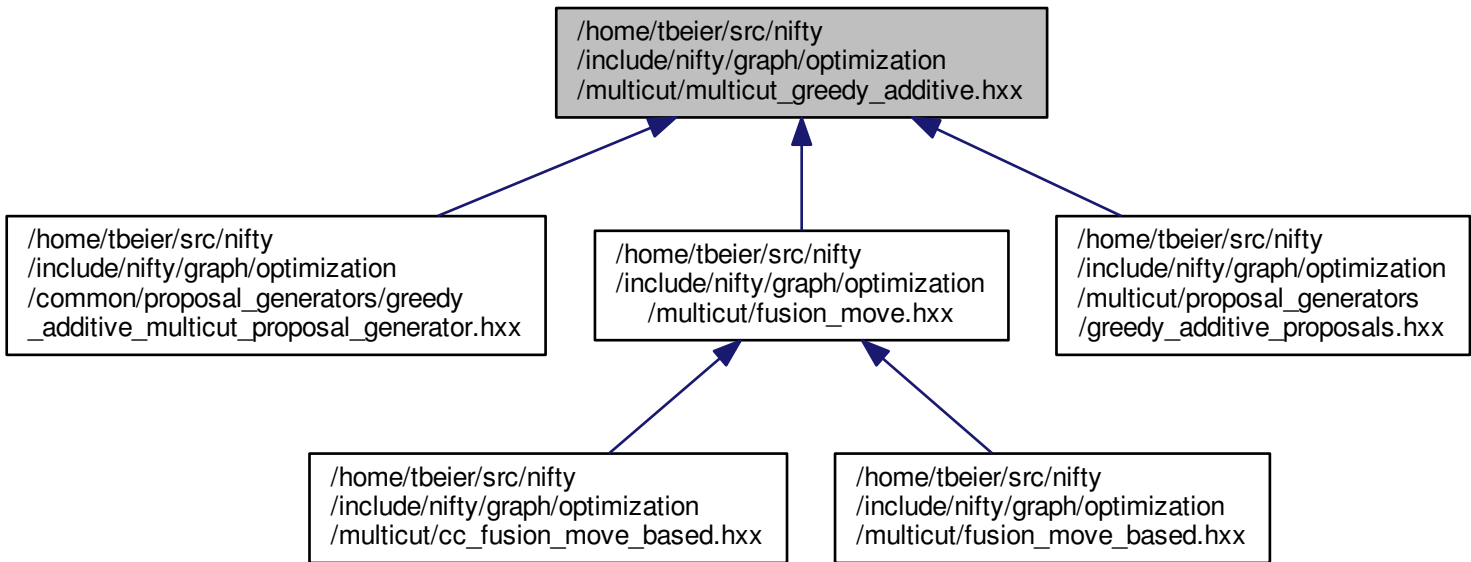 /home/tbeier/src/nifty
/include/nifty/graph/optimization
/multicut/multicut_greedy_additive.hxx
/home/tbeier/src/nifty
/include/nifty/graph/optimization
/common/proposal_generators/greedy
_additive_multicut_proposal_generator.hxx
/home/tbeier/src/nifty
/include/nifty/graph/optimization
/multicut/fusion_move.hxx
/home/tbeier/src/nifty
/include/nifty/graph/optimization
/multicut/proposal_generators
/greedy_additive_proposals.hxx
/home/tbeier/src/nifty
/include/nifty/graph/optimization
/multicut/cc_fusion_move_based.hxx
/home/tbeier/src/nifty
/include/nifty/graph/optimization
/multicut/fusion_move_based.hxx